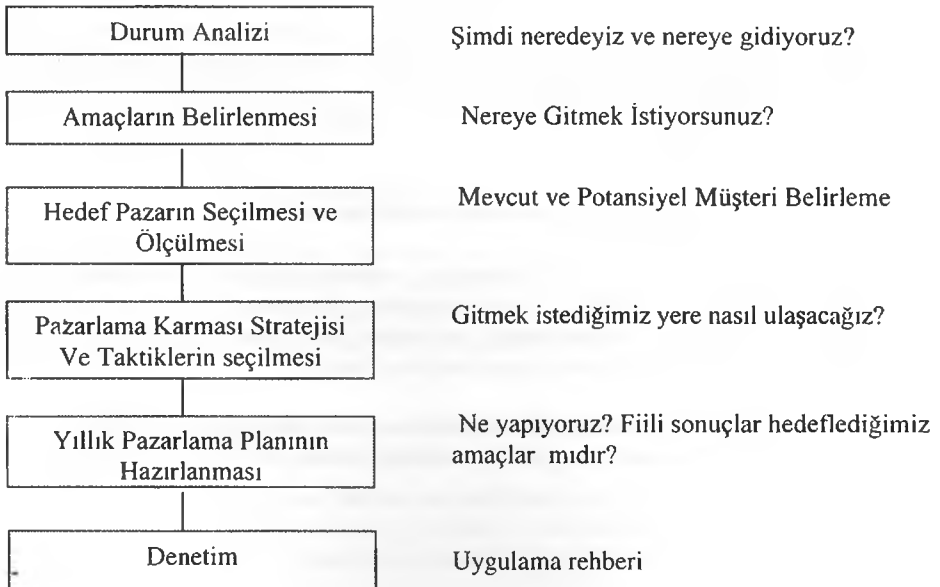 Durum Analizi
Şimdi neredeyiz ve nereye gidiyoruz?
Amaçların Belirlenmesi
Nereye Gitmek İstiyorsunuz?
Hedef Pazarın Seçilmesi ve
Ölçülmesi
Mevcut ve Potansiyel Müşteri Belirleme
Pazarlama Karması Stratejisi
Ve Taktiklerin seçilmesi
Gitmek istediğimiz yere nasıl ulaşacağız?
Yıllık Pazarlama Planının
Hazırlanması
Ne yapıyoruz? Fiili sonuçlar hedeflediğimiz
amaçlar mıdır?
Denetim
Uygulama rehberi